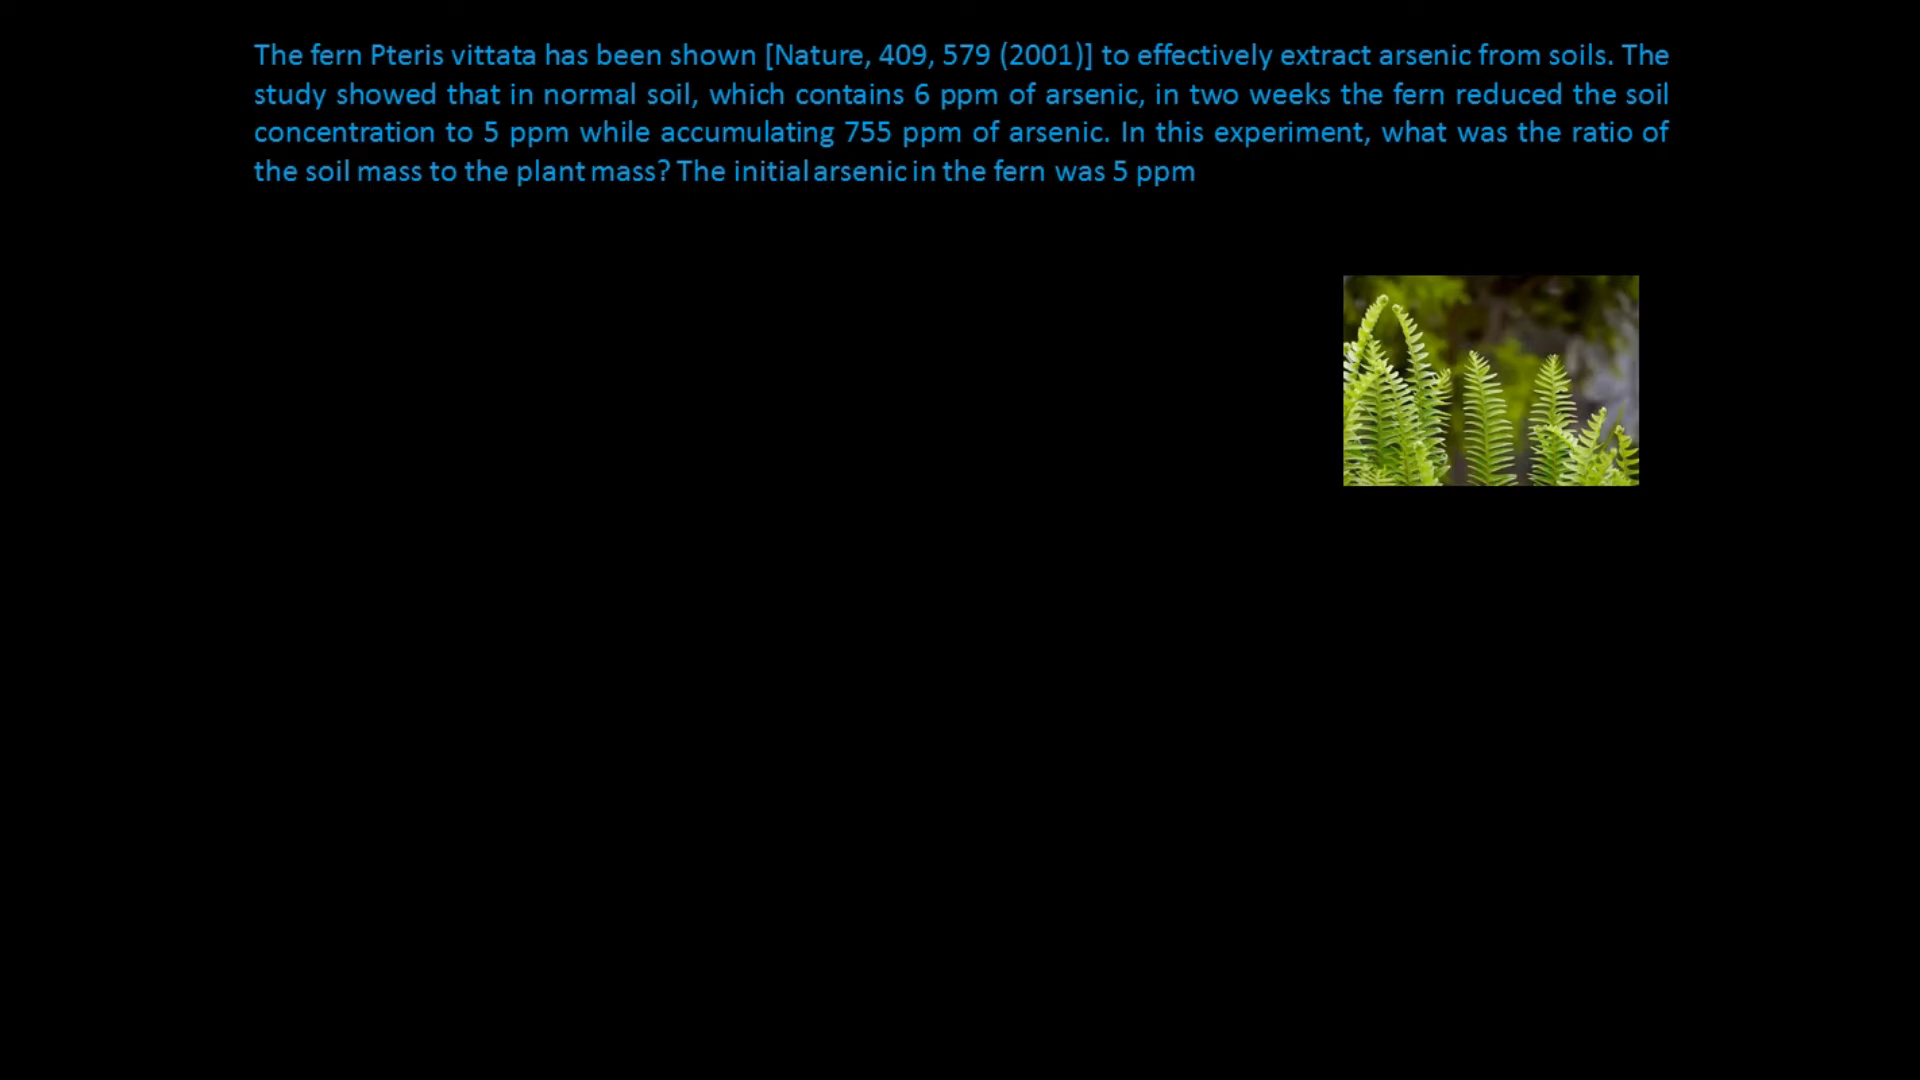 The fern Pteris vittata has been shown [Nature, 409, 579 (2001)] to effectively extract arsenic from soils. The
study showed that in normal soil, which contains 6 ppm of arsenic, in two weeks the fern reduced the soil
concentration to 5 ppm while accumulating 755 ppm of arsenic. In this experiment, what was the ratio of
the soil mass to the plant mass? The initial arsenic in the fern was 5 ppm